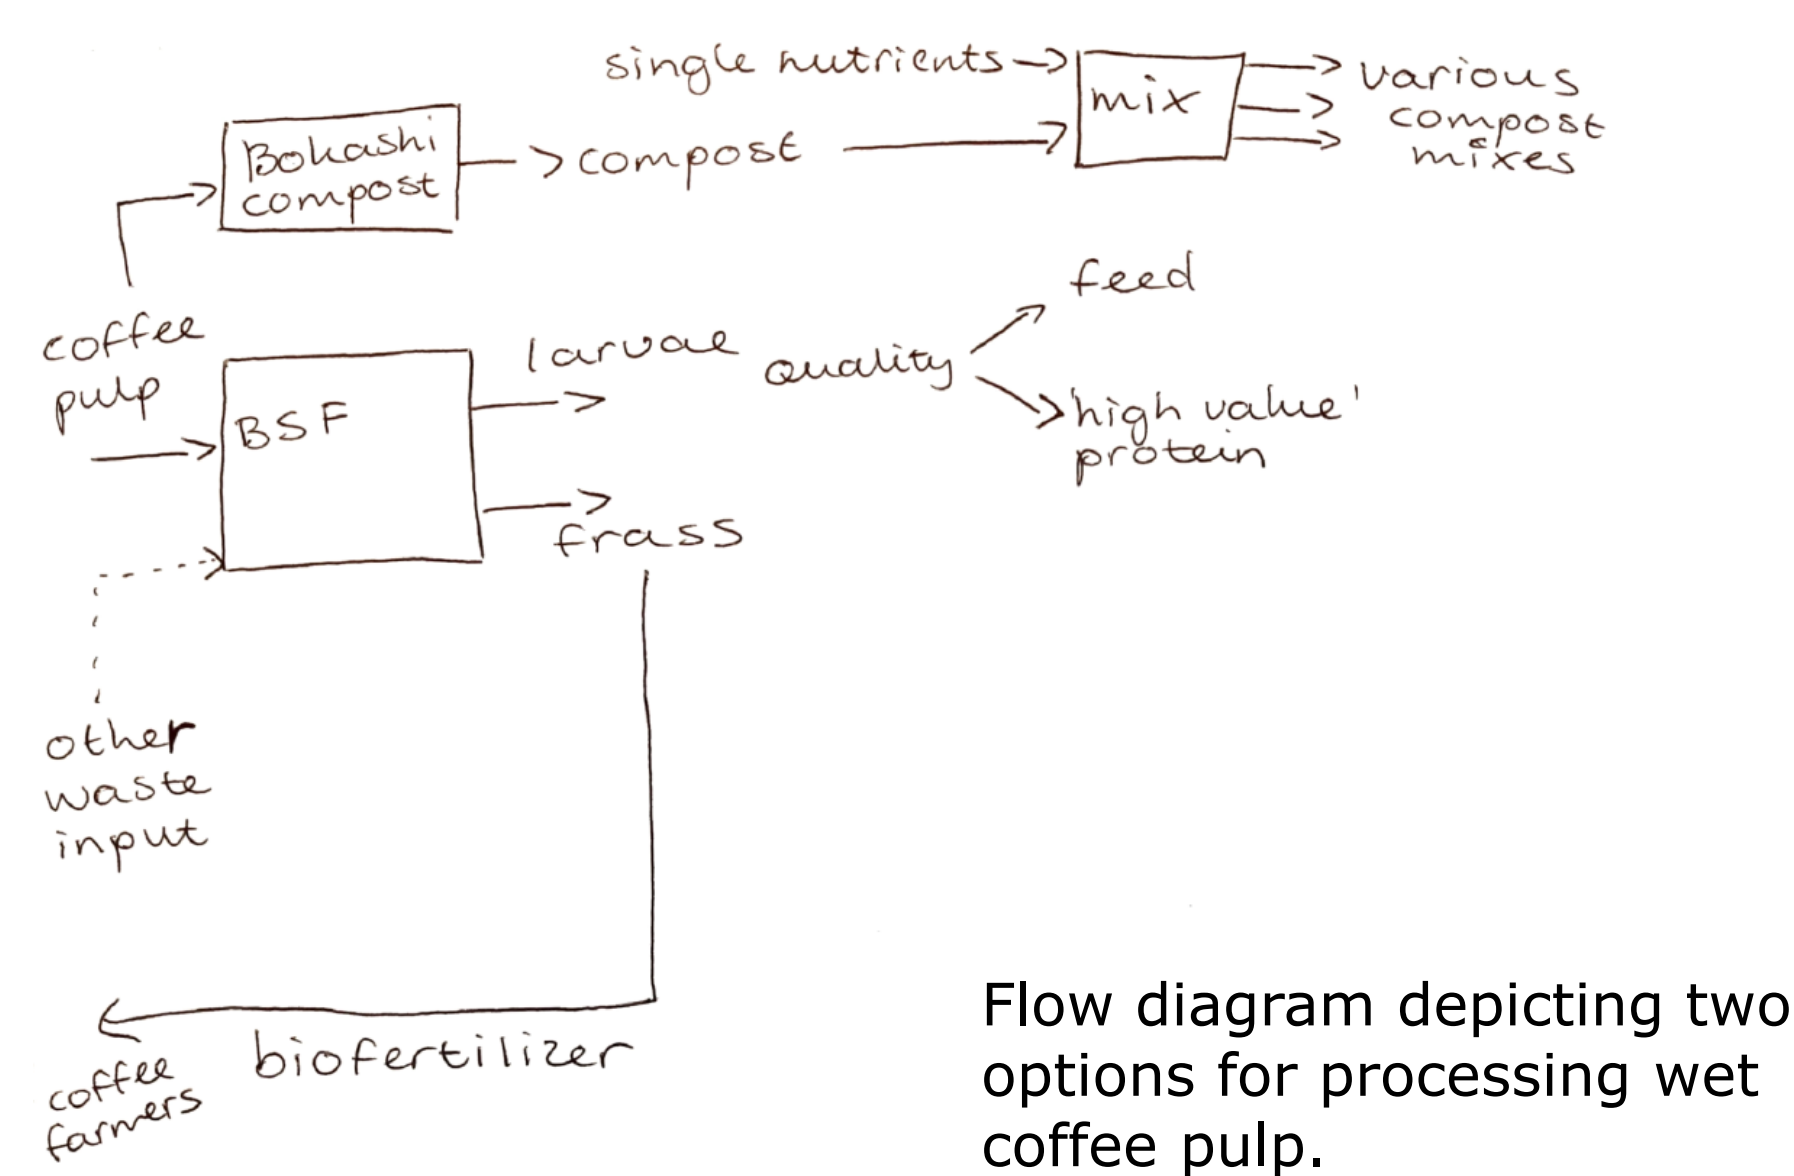 single nutrients
mix
various
compost
mixes
Bokashi
compost
compost
feed
coffee
pulp
larvae
quality
'high value'
protein
BSF
frass
other
waste
input
biofertilizer
coffee
farmers
Flow diagram depicting two
options for processing wet
coffee pulp.